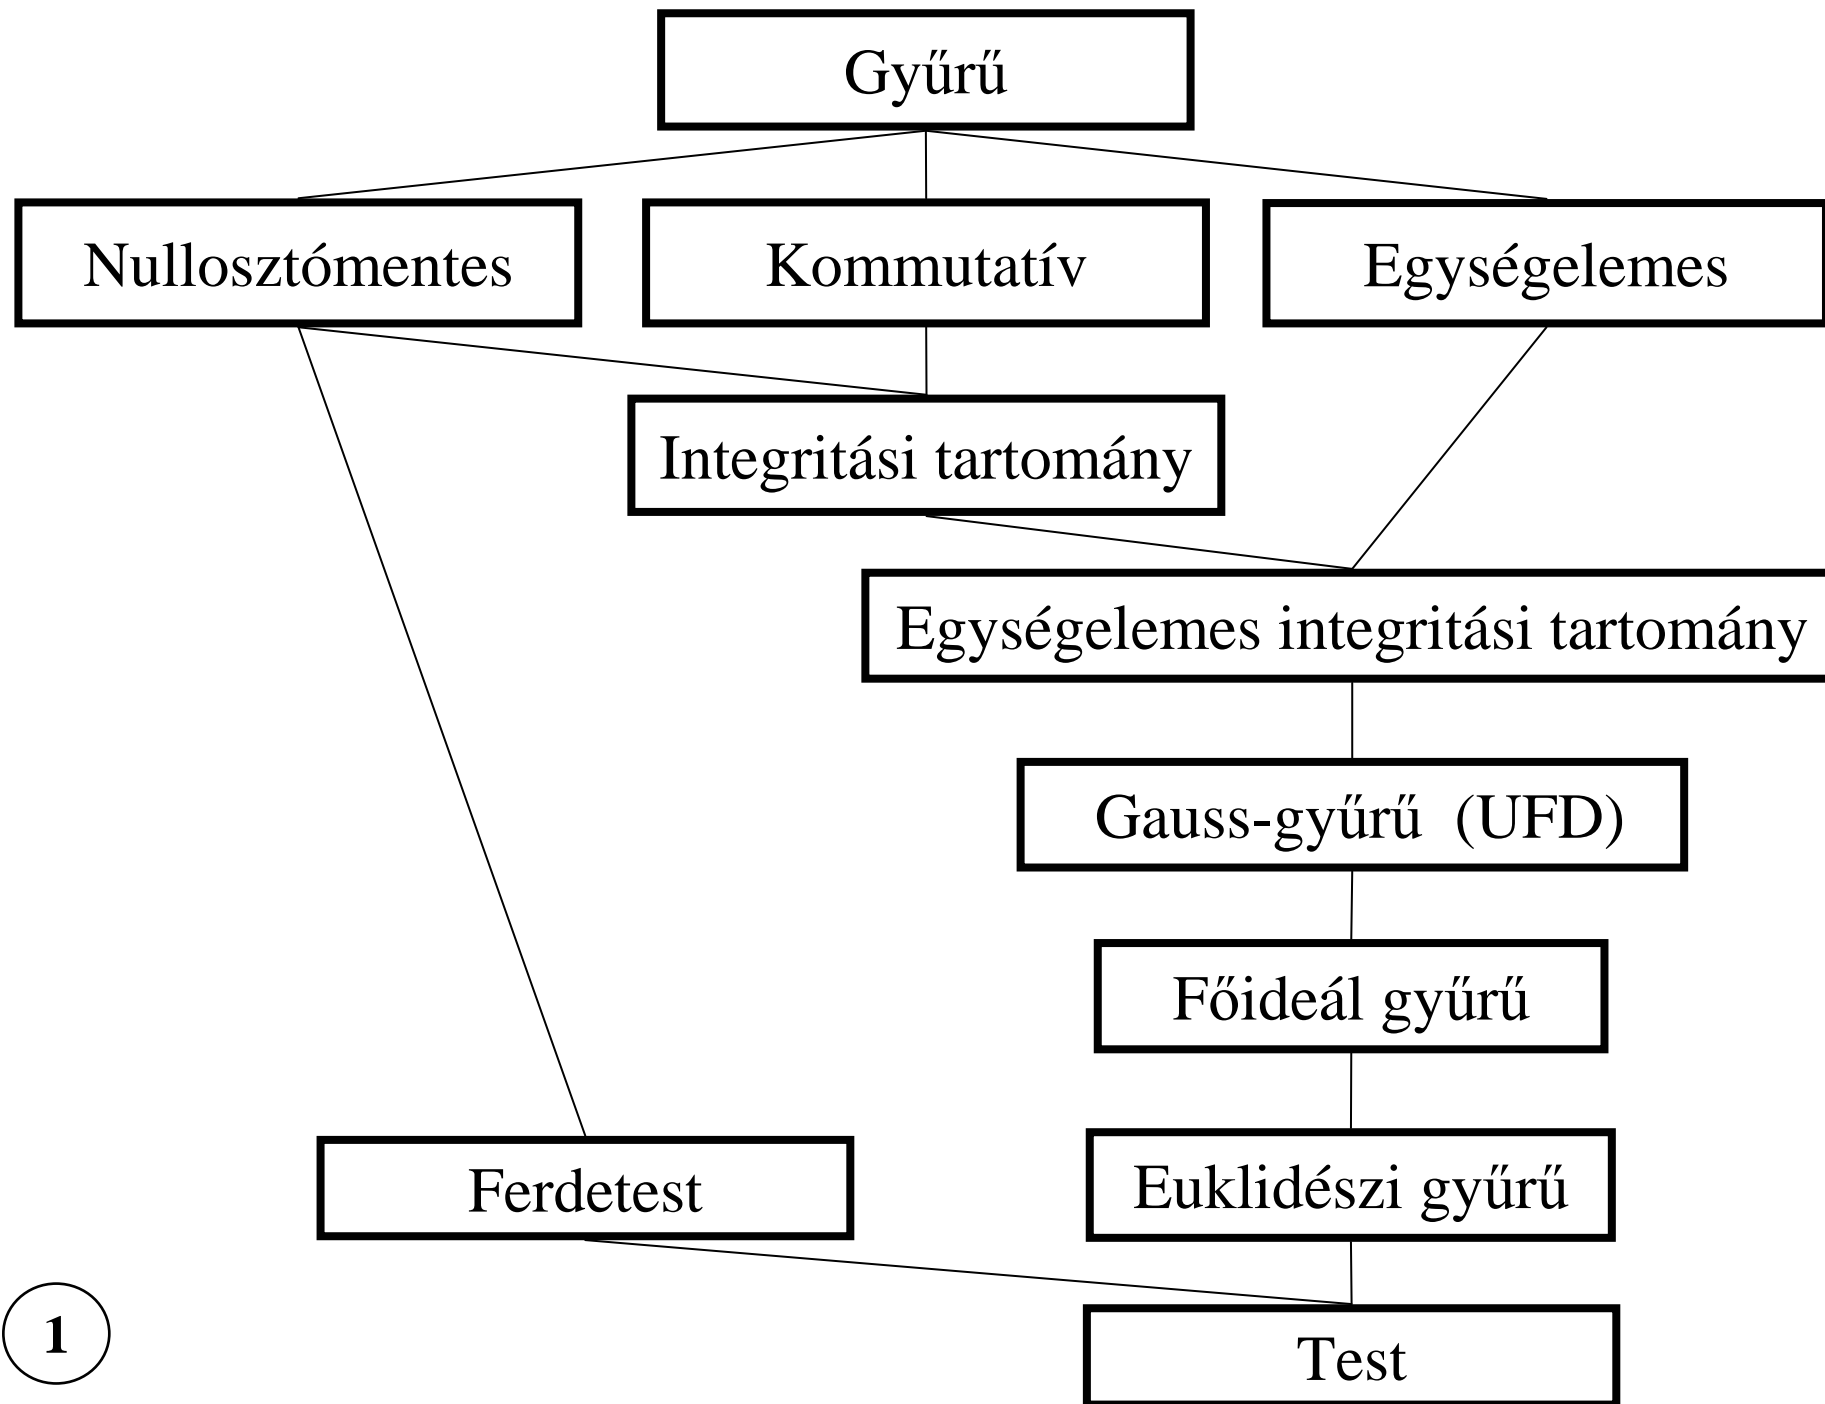 Gyűrű
Nullosztómentes
Kommutatív
Egységelemes
Integritási tartomány
Egységelemes integritási tartomány
Gauss-gyűrű (UFD)
Főideál gyűrű
Ferdetest
Euklidészi gyűrű
1
Test